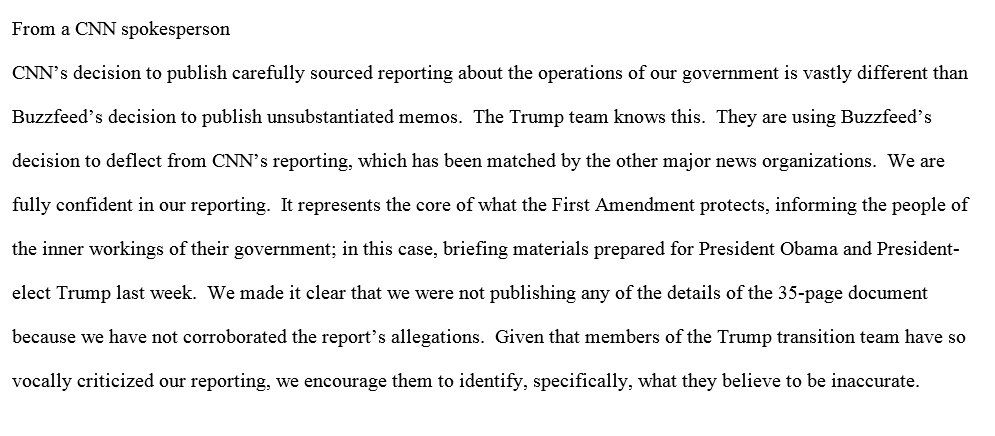 From a CNN spokesperson
CNN’s decision to publish carefully sourced reporting about the operations of our government is vastly different than
Buzzfeed’s decision to publish unsubstantiated memos.  The Trump team knows this.  They are using Buzzfeed’s
decision to deflect from CNN’s reporting, which has been matched by the other major news organizations.  We are
fully confident in our reporting.  It represents the core of what the First Amendment protects, informing the people of
the inner workings of their government; in this case, briefing materials prepared for President Obama and President-
elect Trump last week.  We made it clear that we were not publishing any of the details of the 35-page document
because we have not corroborated the report’s allegations.  Given that members of the Trump transition team have so
vocally criticized our reporting, we encourage them to identify, specifically, what they believe to be inaccurate.